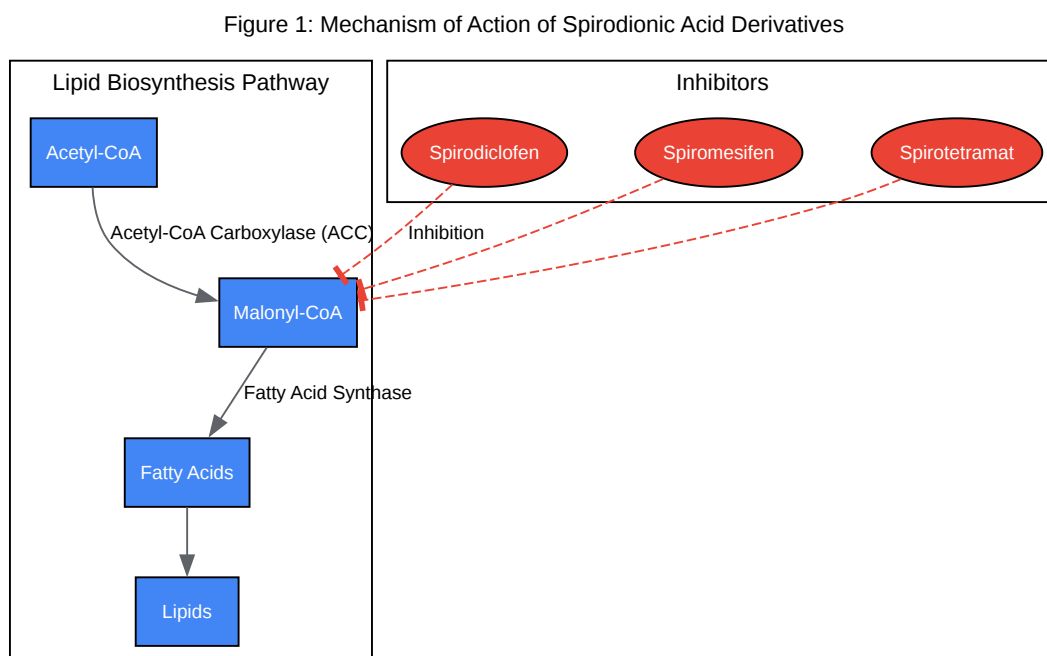 Figure 1: Mechanism of Action of Spirodionic Acid Derivatives
Lipid Biosynthesis Pathway
Inhibitors
Acetyl-CoA
Spirodiclofen
Spiromesifen
Spirotetramat
Acetyl-CoA Carboxylase (ACC)
Inhibition
Malonyl-CoA
Fatty Acid Synthase
Fatty Acids
Lipids